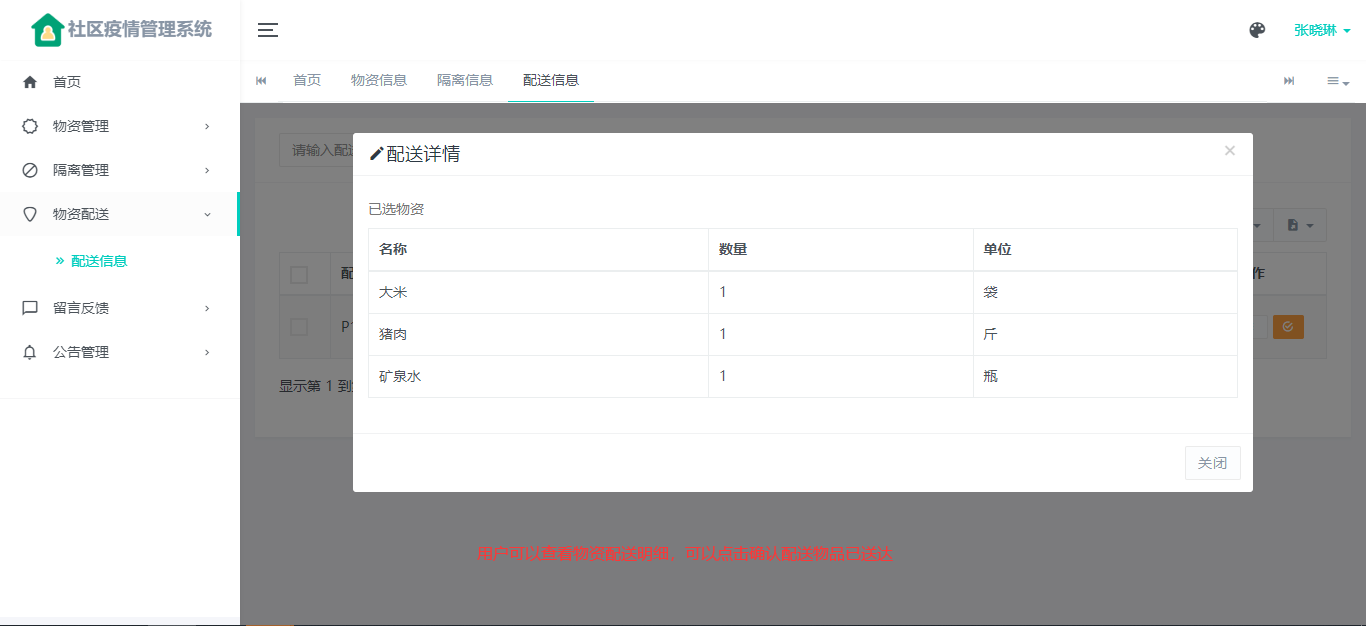 社区疫情管理系统
张晓琳
首页
物资管理
隔离管理
物资配送
配送信息
留言反馈
公告管理
首页 物资信息 隔离信息 配送信息
请输入配
配送详情
×
已选物资
名称 数量 单位
大米 1 袋
猪肉 1 斤
矿泉水 1 瓶
关闭
配
作
显示第 1 到
用户可以查看物资配送明细，可以点击确认配送物品已送达